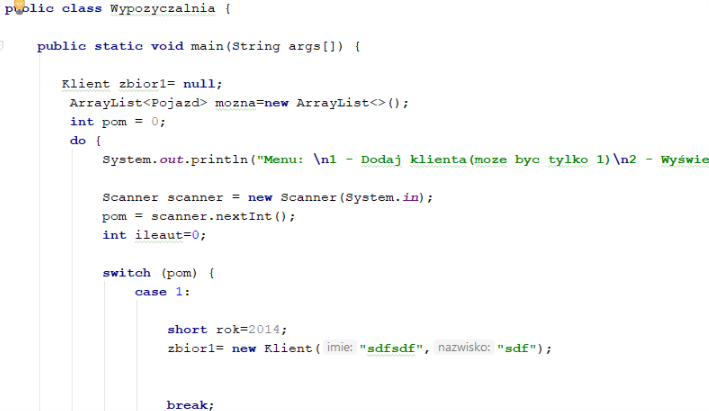 public class Wypozyczalnia {
public static void main(String args[]) {
Klient zbior1= null;
ArrayList<Pojazd> mozna=new ArrayList<>();
int pom = 0;
do {
System.out.println("Menu: \n1 - Dodaj klienta(moze byc tylko 1)\n2 - Wyświe
Scanner scanner = new Scanner(System.in);
pom = scanner.nextInt();
int ileaut=0;
switch (pom) {
case 1:
short rok=2014;
zbior1= new Klient( imie: "sdfsdf", nazwisko: "sdf");
break;